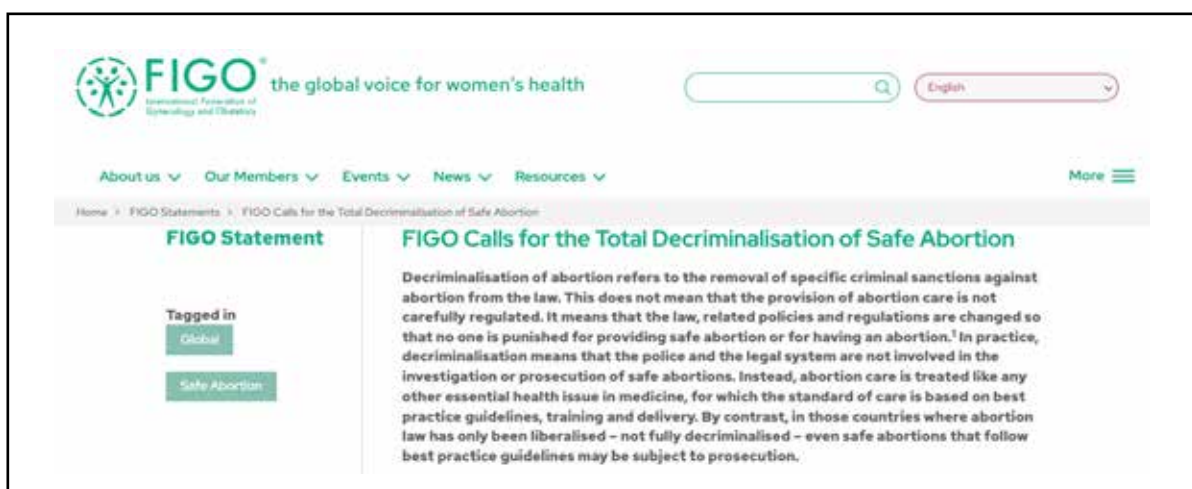 FIGO® the global voice for women's health
International Federation of
Gynecology and Obstetrics
English
About us Our Members Events News Resources More
Home > FIGO Statements > FIGO Calls for the Total Decriminalisation of Safe Abortion
FIGO Statement
Tagged in
Global
Safe Abortion
FIGO Calls for the Total Decriminalisation of Safe Abortion
Decriminalisation of abortion refers to the removal of specific criminal sanctions against
abortion from the law. This does not mean that the provision of abortion care is not
carefully regulated. It means that the law, related policies and regulations are changed so
that no one is punished for providing safe abortion or for having an abortion.¹ In practice,
decriminalisation means that the police and the legal system are not involved in the
investigation or prosecution of safe abortions. Instead, abortion care is treated like any
other essential health issue in medicine, for which the standard of care is based on best
practice guidelines, training and delivery. By contrast, in those countries where abortion
law has only been liberalised – not fully decriminalised – even safe abortions that follow
best practice guidelines may be subject to prosecution.